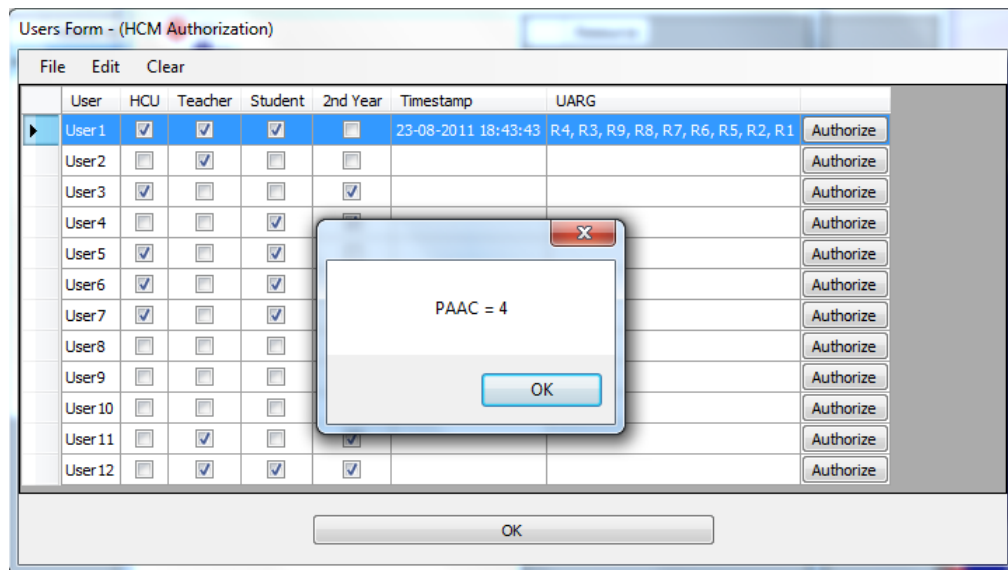 Users Form - (HCM Authorization)
File Edit Clear
User HCU Teacher Student 2nd Year Timestamp UARG
User1 23-08-2011 18:43:43 R4, R3, R9, R8, R7, R6, R5, R2, R1 Authorize
User2 Authorize
User3 Authorize
User4 Authorize
User5 Authorize
User6 Authorize
User7 Authorize
User8 Authorize
User9 Authorize
User10 Authorize
User11 Authorize
User12 Authorize
PAAC = 4
OK
OK